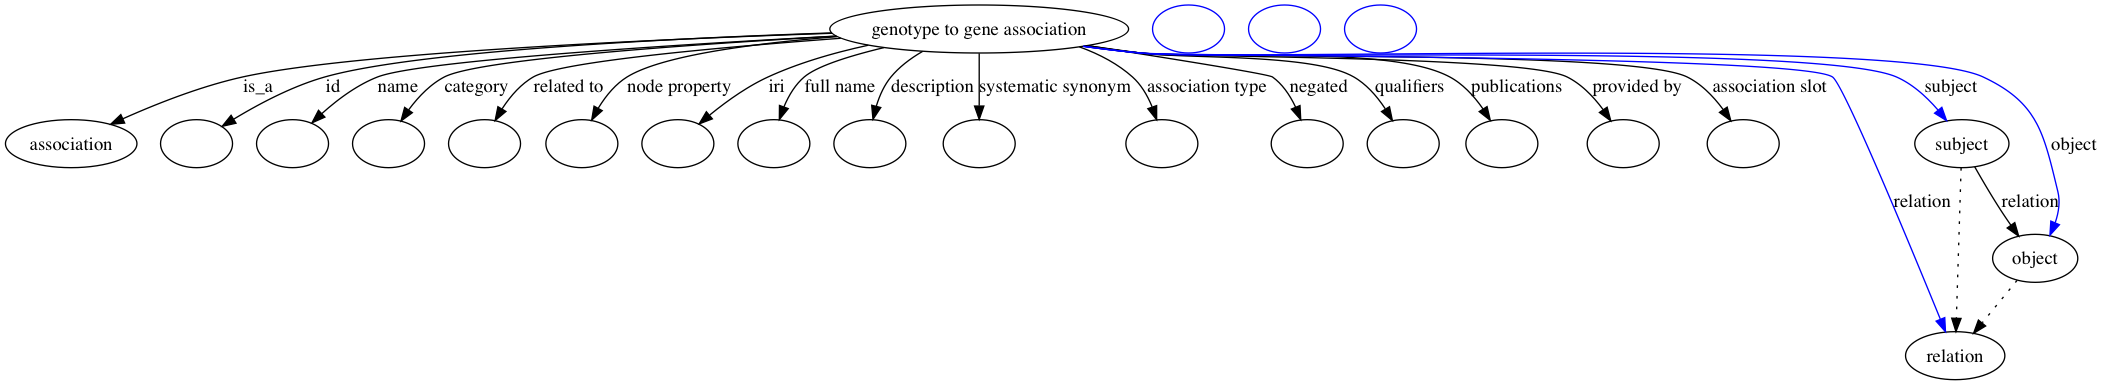 genotype to gene association
is_a
id
name
category
related to
node property
iri
full name
description
systematic synonym
association type
negated
qualifiers
publications
provided by
association slot
subject
association
subject
object
relation
relation
object
relation